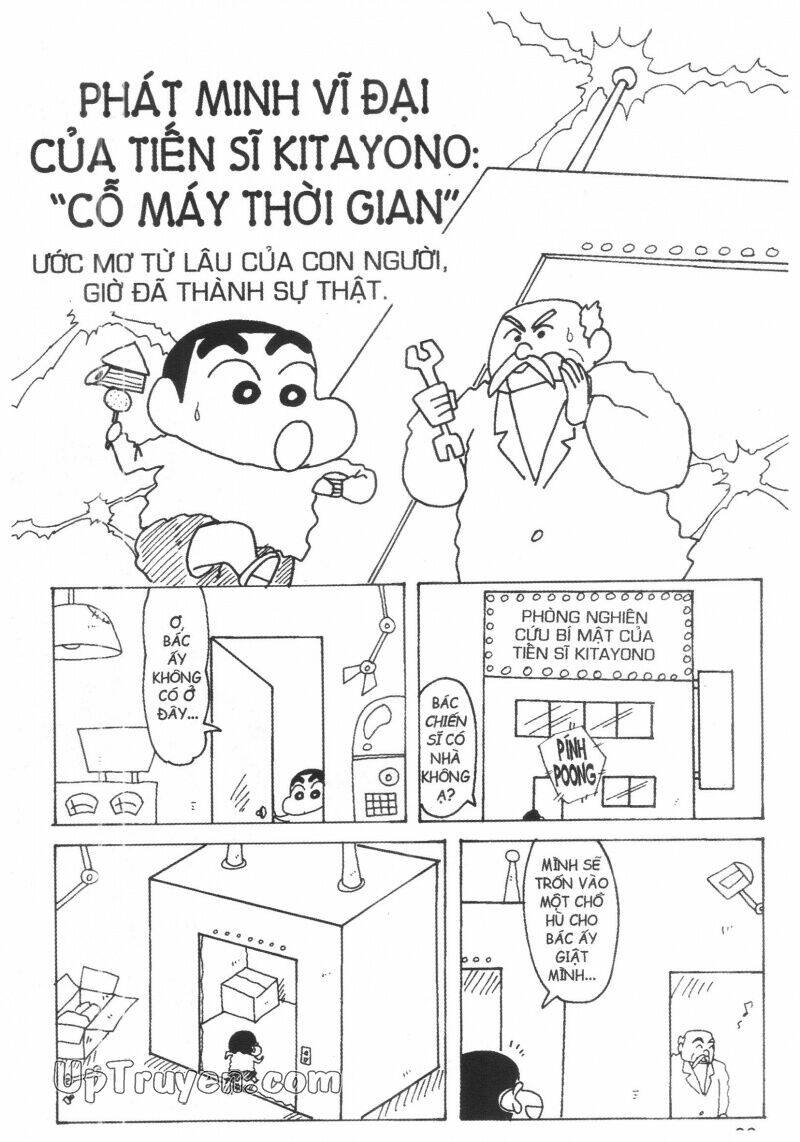 PHÁT MINH VĨ ĐẠI
CỦA TIẾN SĨ KITAYONO:
“CỖ MÁY THỜI GIAN”
ƯỚC MƠ TỪ LÂU CỦA CON NGƯỜI,
GIỜ ĐÃ THÀNH SỰ THẬT.
PHÒNG NGHIÊN
CỨU BÍ MẬT CỦA
TIẾN SĨ KITAYONO
BÁC
CHIẾN
SĨ CÓ
NHÀ
KHÔNG
Ạ?
PÍNH
POONG
Ơ,
BÁC
ẤY
KHÔNG
CÓ Ở
ĐÂY...
MÌNH SẼ
TRỐN VÀO
MỘT CHỖ
HÙ CHO
BÁC ẤY
GIẬT
MÌNH...
UpTruyen.com